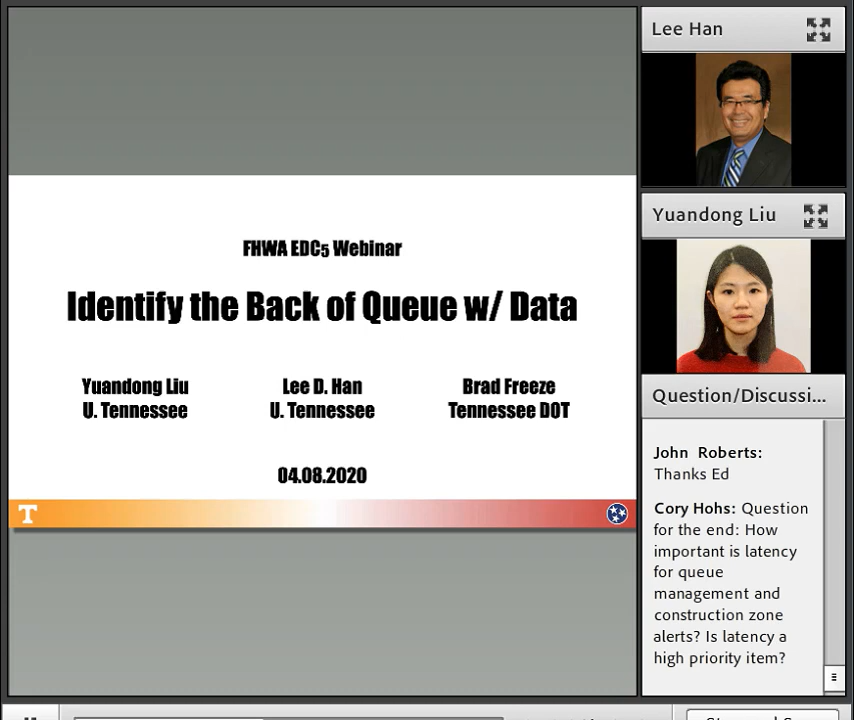 FHWA EDC5 Webinar
Identify the Back of Queue w/ Data
Yuandong Liu
U. Tennessee
Lee D. Han
U. Tennessee
Brad Freeze
Tennessee DOT
04.08.2020
T
Lee Han
Yuandong Liu
Question/Discussi...
John Roberts:
Thanks Ed
Cory Hohs: Question
for the end: How
important is latency
for queue
management and
construction zone
alerts? Is latency a
high priority item?